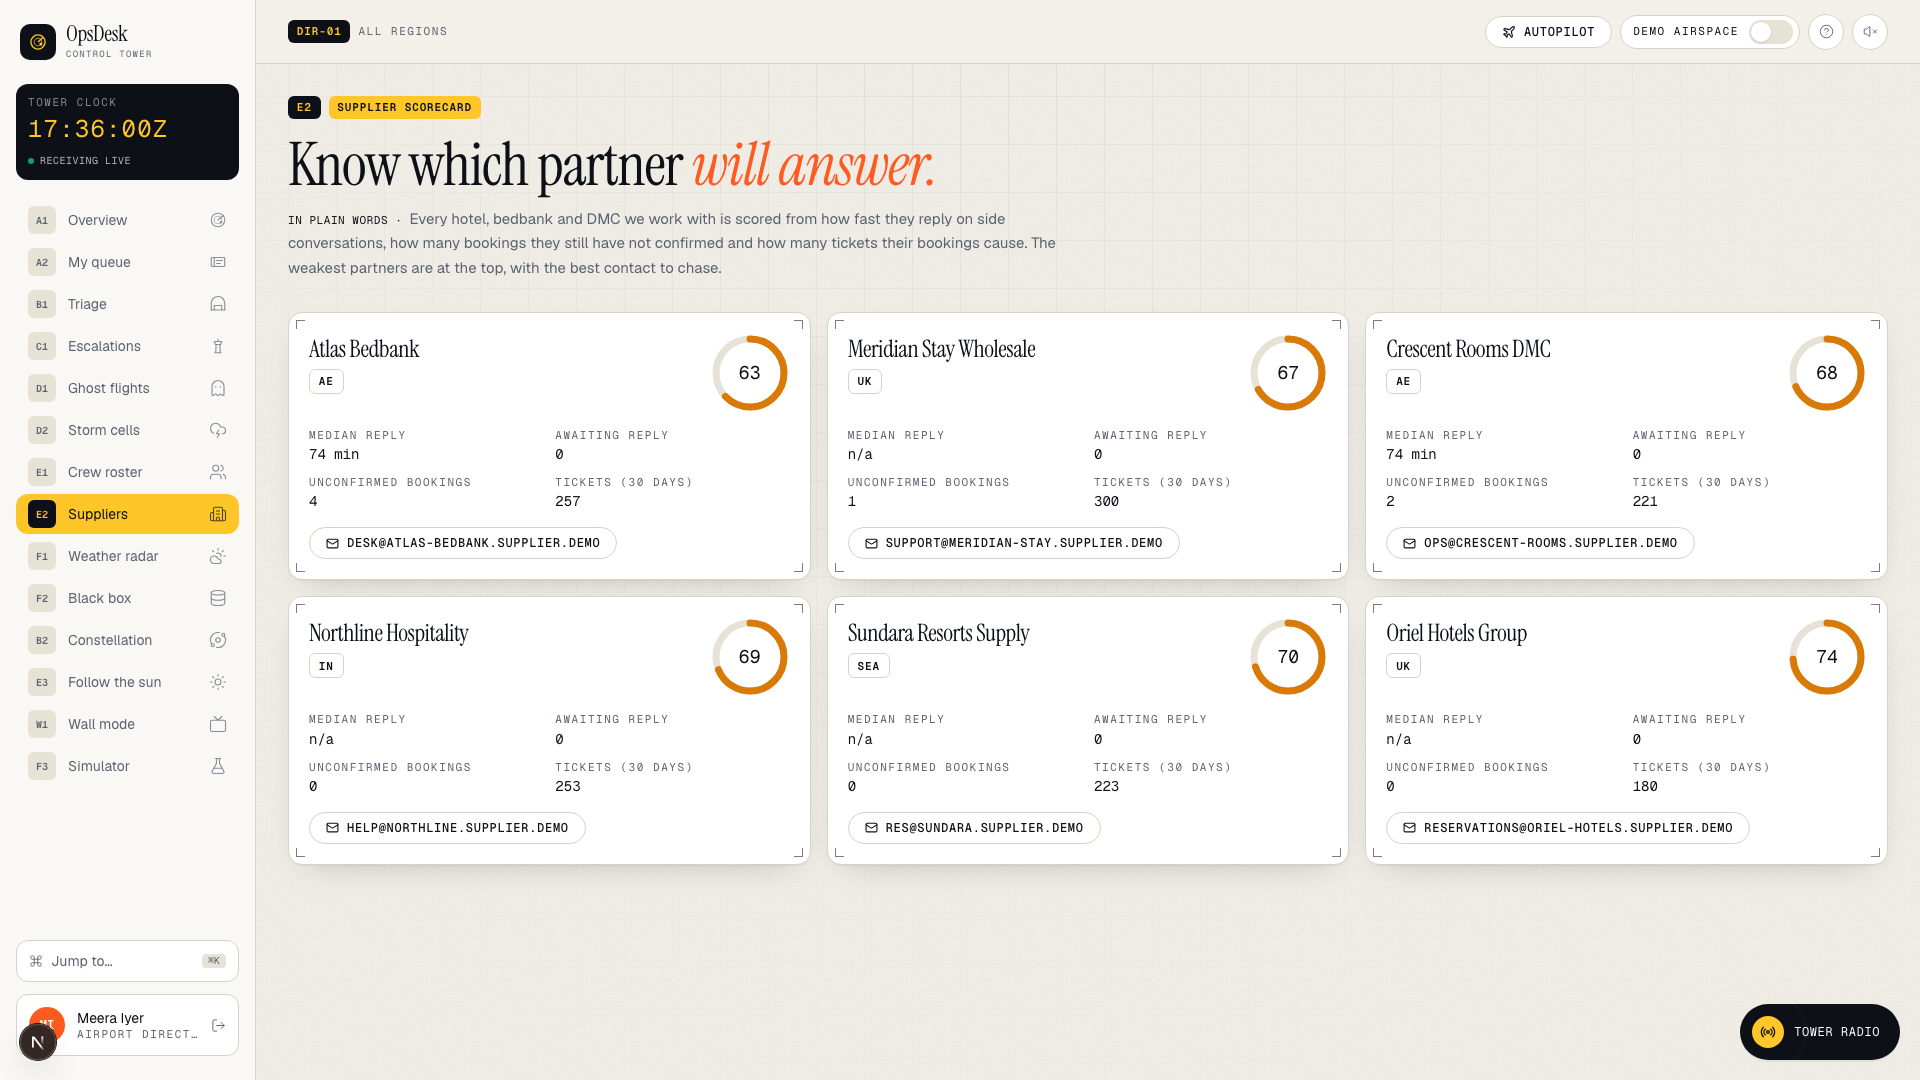 OpsDesk
CONTROL TOWER
TOWER CLOCK
17:36:00Z
RECEIVING LIVE
A1 Overview
A2 My queue
B1 Triage
C1 Escalations
D1 Ghost flights
D2 Storm cells
E1 Crew roster
E2 Suppliers
F1 Weather radar
F2 Black box
B2 Constellation
E3 Follow the sun
W1 Wall mode
F3 Simulator
⌘ Jump to… ⌘K
Meera Iyer
AIRPORT DIRECT…
N
DIR-01 ALL REGIONS
AUTOPILOT
DEMO AIRSPACE
E2 SUPPLIER SCORECARD
Know which partner will answer.
IN PLAIN WORDS · Every hotel, bedbank and DMC we work with is scored from how fast they reply on side
conversations, how many bookings they still have not confirmed and how many tickets their bookings cause. The
weakest partners are at the top, with the best contact to chase.
Atlas Bedbank
AE
63
MEDIAN REPLY AWAITING REPLY
74 min 0
UNCONFIRMED BOOKINGS TICKETS (30 DAYS)
4 257
DESK@ATLAS-BEDBANK.SUPPLIER.DEMO
Meridian Stay Wholesale
UK
67
MEDIAN REPLY AWAITING REPLY
n/a 0
UNCONFIRMED BOOKINGS TICKETS (30 DAYS)
1 300
SUPPORT@MERIDIAN-STAY.SUPPLIER.DEMO
Crescent Rooms DMC
AE
68
MEDIAN REPLY AWAITING REPLY
74 min 0
UNCONFIRMED BOOKINGS TICKETS (30 DAYS)
2 221
OPS@CRESCENT-ROOMS.SUPPLIER.DEMO
Northline Hospitality
IN
69
MEDIAN REPLY AWAITING REPLY
n/a 0
UNCONFIRMED BOOKINGS TICKETS (30 DAYS)
0 253
HELP@NORTHLINE.SUPPLIER.DEMO
Sundara Resorts Supply
SEA
70
MEDIAN REPLY AWAITING REPLY
n/a 0
UNCONFIRMED BOOKINGS TICKETS (30 DAYS)
0 223
RES@SUNDARA.SUPPLIER.DEMO
Oriel Hotels Group
UK
74
MEDIAN REPLY AWAITING REPLY
n/a 0
UNCONFIRMED BOOKINGS TICKETS (30 DAYS)
0 180
RESERVATIONS@ORIEL-HOTELS.SUPPLIER.DEMO
TOWER RADIO